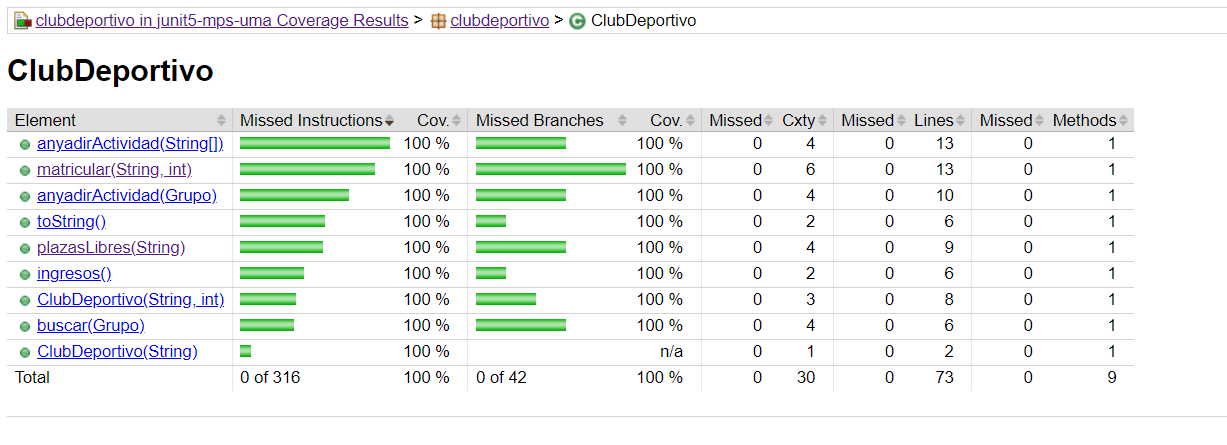 clubdeportivo in junit5-mps-uma Coverage Results > clubdeportivo > ClubDeportivo
ClubDeportivo
Element Missed Instructions Cov. Missed Branches Cov. Missed Cxty Missed Lines Missed Methods
anyadirActividad(String[]) 100 % 100 % 0 4 0 13 0 1
matricular(String, int) 100 % 100 % 0 6 0 13 0 1
anyadirActividad(Grupo) 100 % 100 % 0 4 0 10 0 1
toString() 100 % 100 % 0 2 0 6 0 1
plazasLibres(String) 100 % 100 % 0 4 0 9 0 1
ingresos() 100 % 100 % 0 2 0 6 0 1
ClubDeportivo(String, int) 100 % 100 % 0 3 0 8 0 1
buscar(Grupo) 100 % 100 % 0 4 0 6 0 1
ClubDeportivo(String) 100 % n/a 0 1 0 2 0 1
Total 0 of 316 100 % 0 of 42 100 % 0 30 0 73 0 9